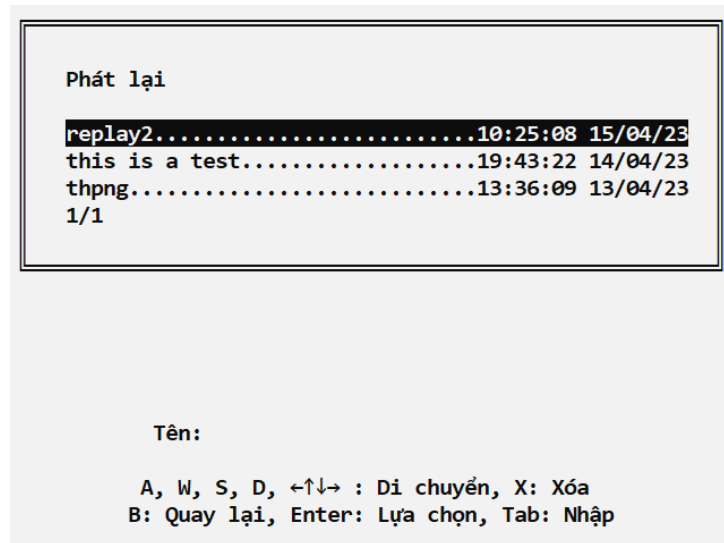 Phát lại
replay2..........................10:25:08 15/04/23
this is a test...................19:43:22 14/04/23
thpng............................13:36:09 13/04/23
1/1
Tên:
A, W, S, D, ←↑↓→ : Di chuyển, X: Xóa
B: Quay lại, Enter: Lựa chọn, Tab: Nhập